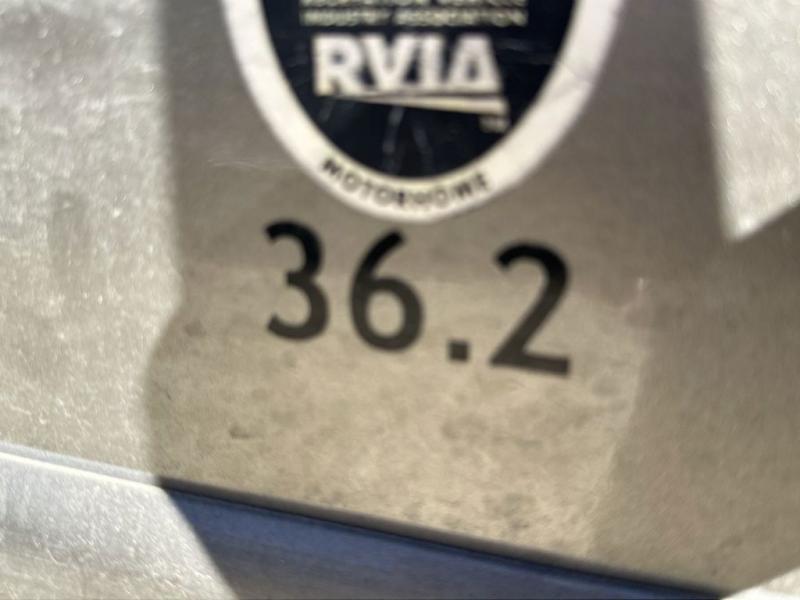 INDUSTRY ASSOCIATION
RVIA
MOTORHOME
36.2